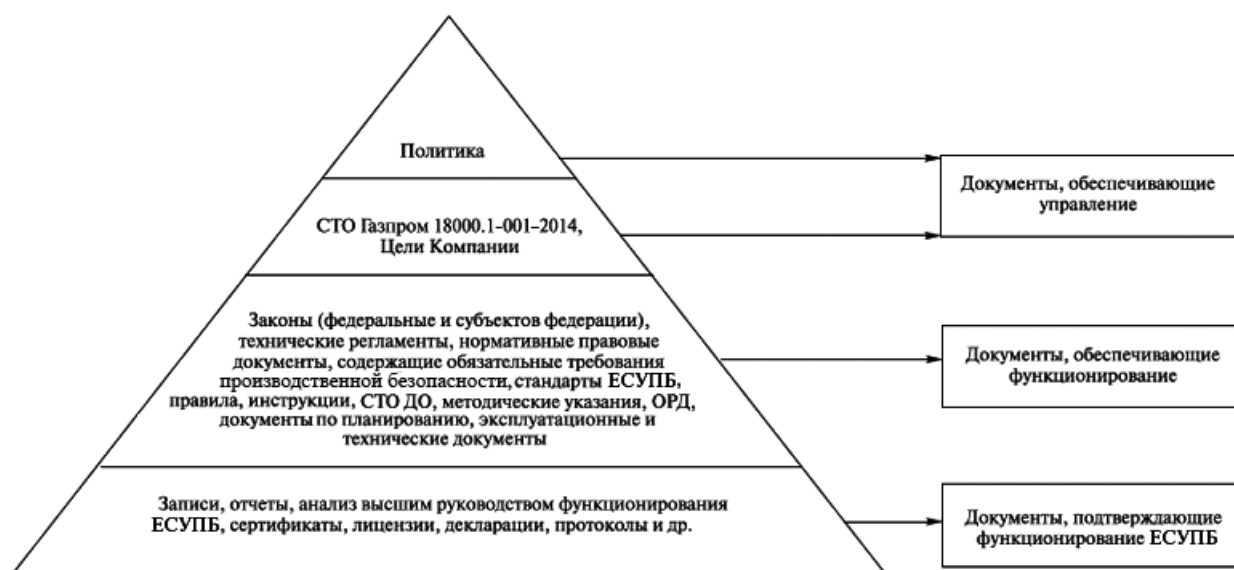 Политика
Документы, обеспечивающие
управление
СТО Газпром 18000.1-001-2014,
Цели Компании
Законы (федеральные и субъектов федерации),
технические регламенты, нормативные правовые
документы, содержащие обязательные требования
производственной безопасности, стандарты ЕСУПБ,
правила, инструкции, СТО ДО, методические указания, ОРД,
документы по планированию, эксплуатационные и
технические документы
Документы, обеспечивающие
функционирование
Записи, отчеты, анализ высшим руководством функционирования
ЕСУПБ, сертификаты, лицензии, декларации, протоколы и др.
Документы, подтверждающие
функционирование ЕСУПБ